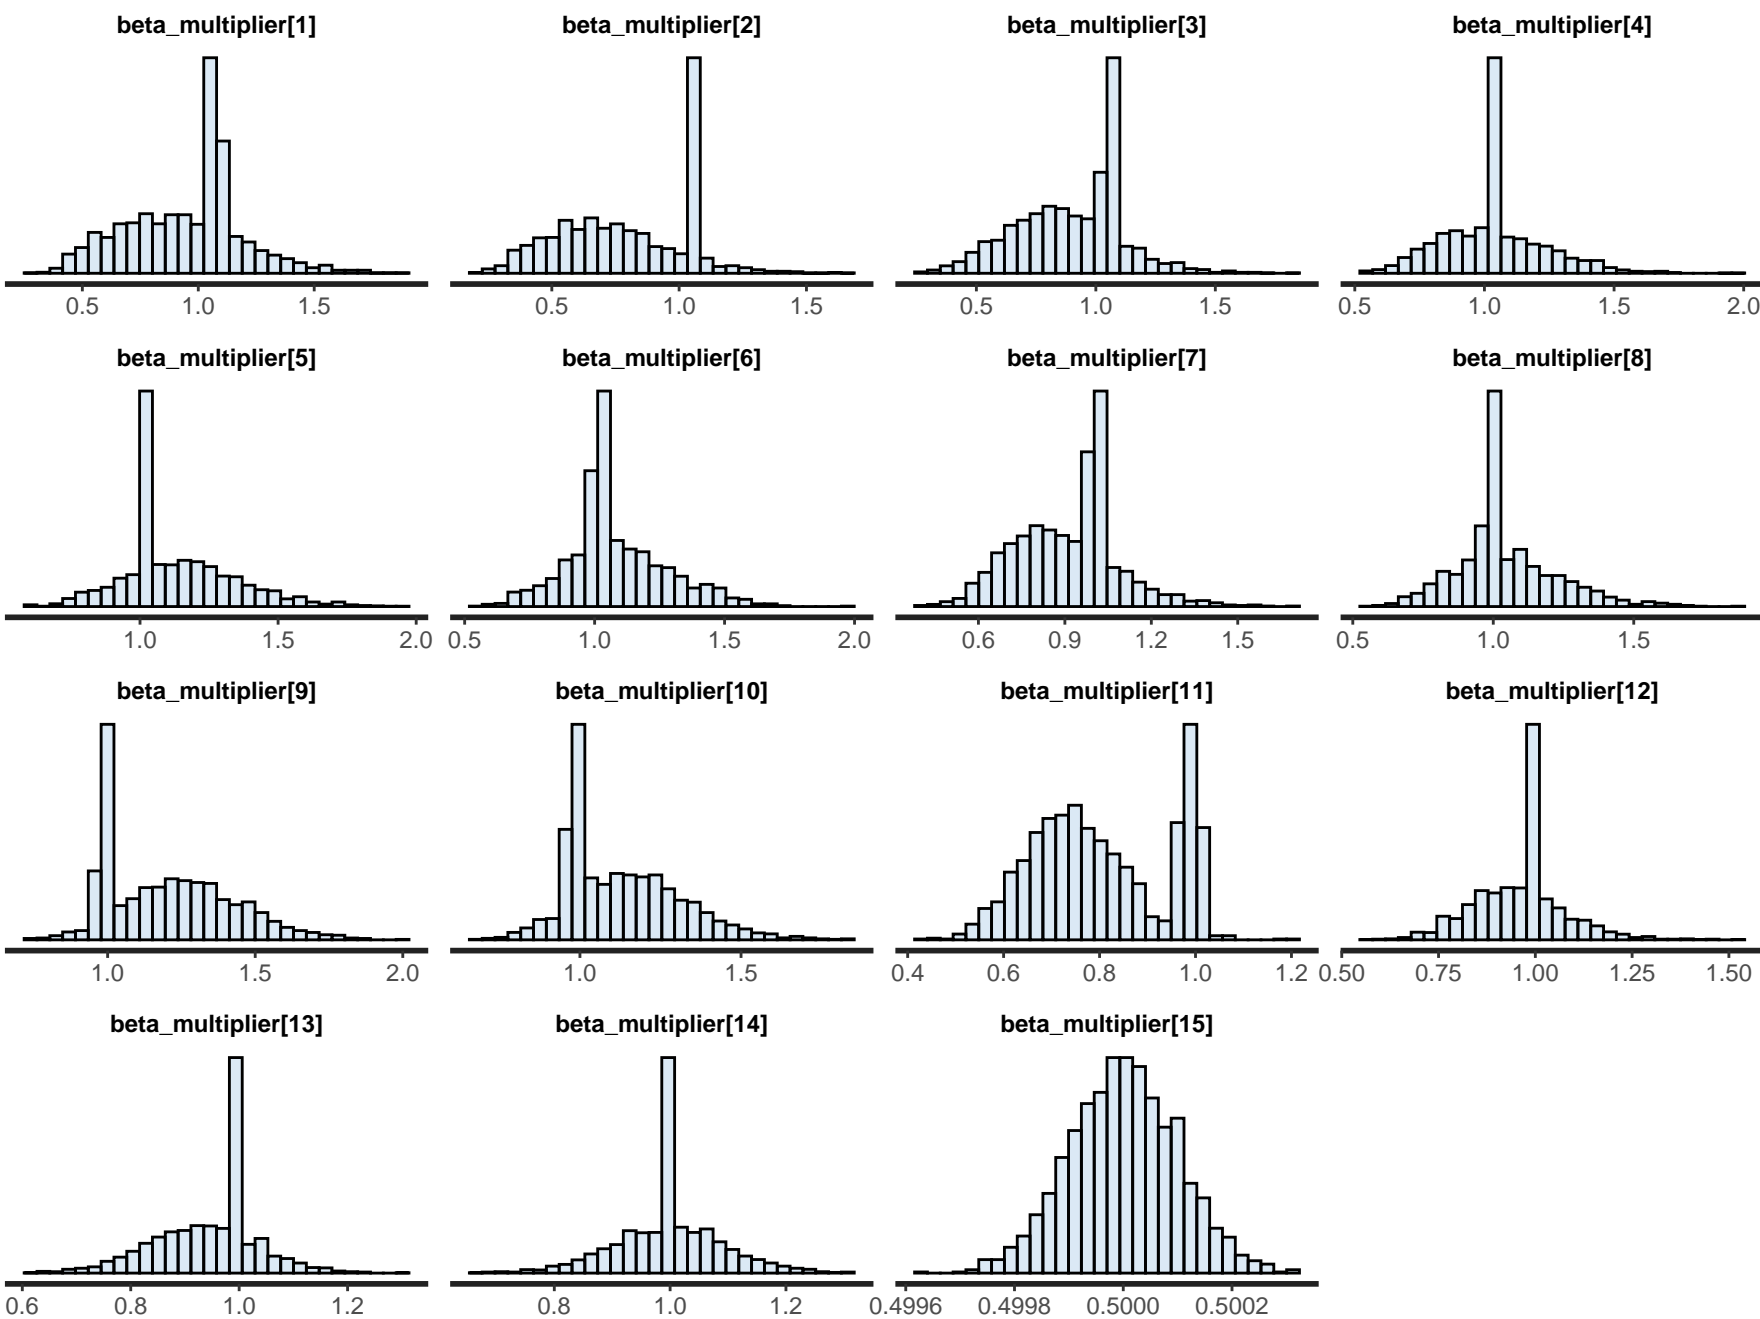 beta_multiplier[1] beta_multiplier[2] beta_multiplier[3] beta_multiplier[4]
0.5 1.0 1.5 0.5 1.0 1.5 0.5 1.0 1.5 0.5 1.0 1.5 2.0
beta_multiplier[5] beta_multiplier[6] beta_multiplier[7] beta_multiplier[8]
1.0 1.5 2.0 0.5 1.0 1.5 2.0 0.6 0.9 1.2 1.5 0.5 1.0 1.5
beta_multiplier[9] beta_multiplier[10] beta_multiplier[11] beta_multiplier[12]
1.0 1.5 2.0 1.0 1.5 0.4 0.6 0.8 1.0 1.2 0.50 0.75 1.00 1.25 1.50
beta_multiplier[13] beta_multiplier[14] beta_multiplier[15]
0.6 0.8 1.0 1.2 0.8 1.0 1.2 0.4996 0.4998 0.5000 0.5002